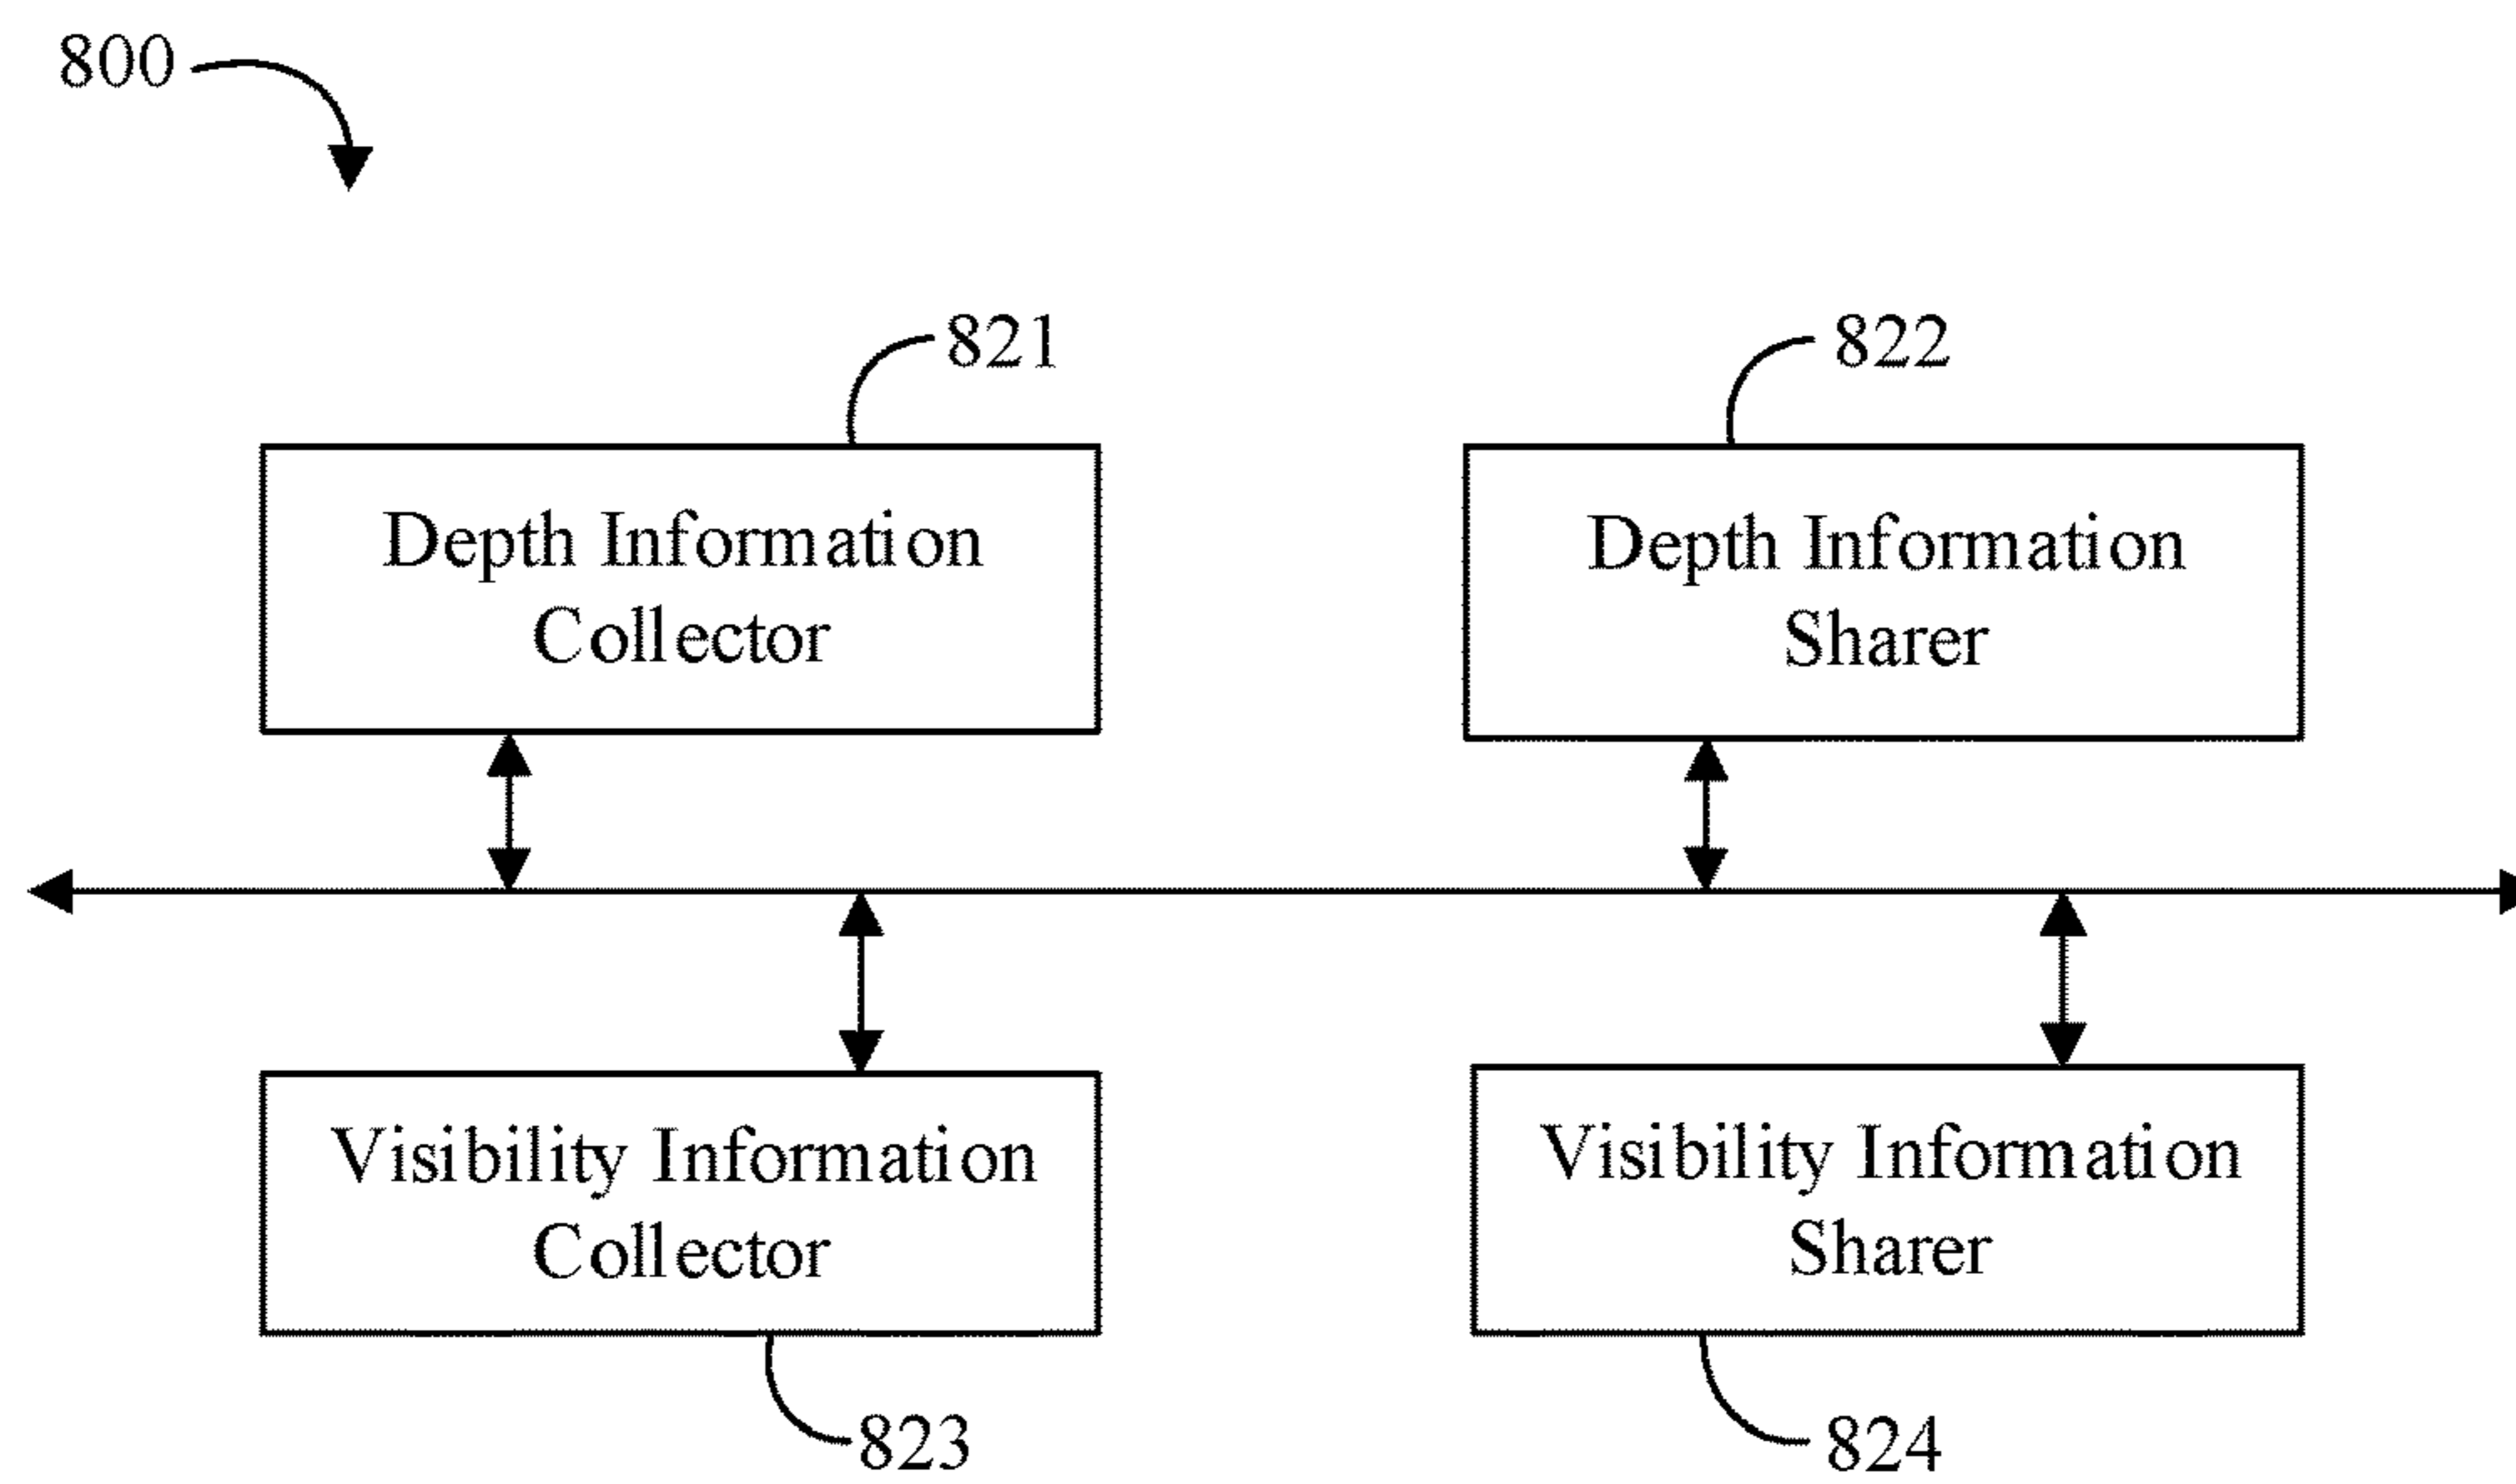 800
821
822
Depth Information
Collector
Depth Information
Sharer
Visibility Information
Collector
Visibility Information
Sharer
823
824